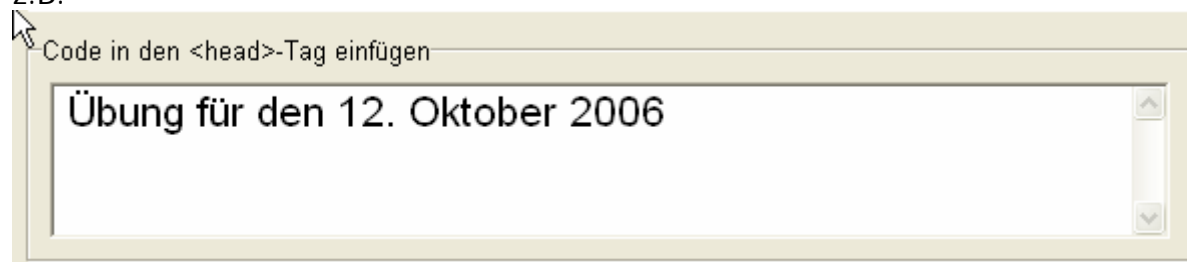 z.B.
Code in den <head>-Tag einfügen
Übung für den 12. Oktober 2006